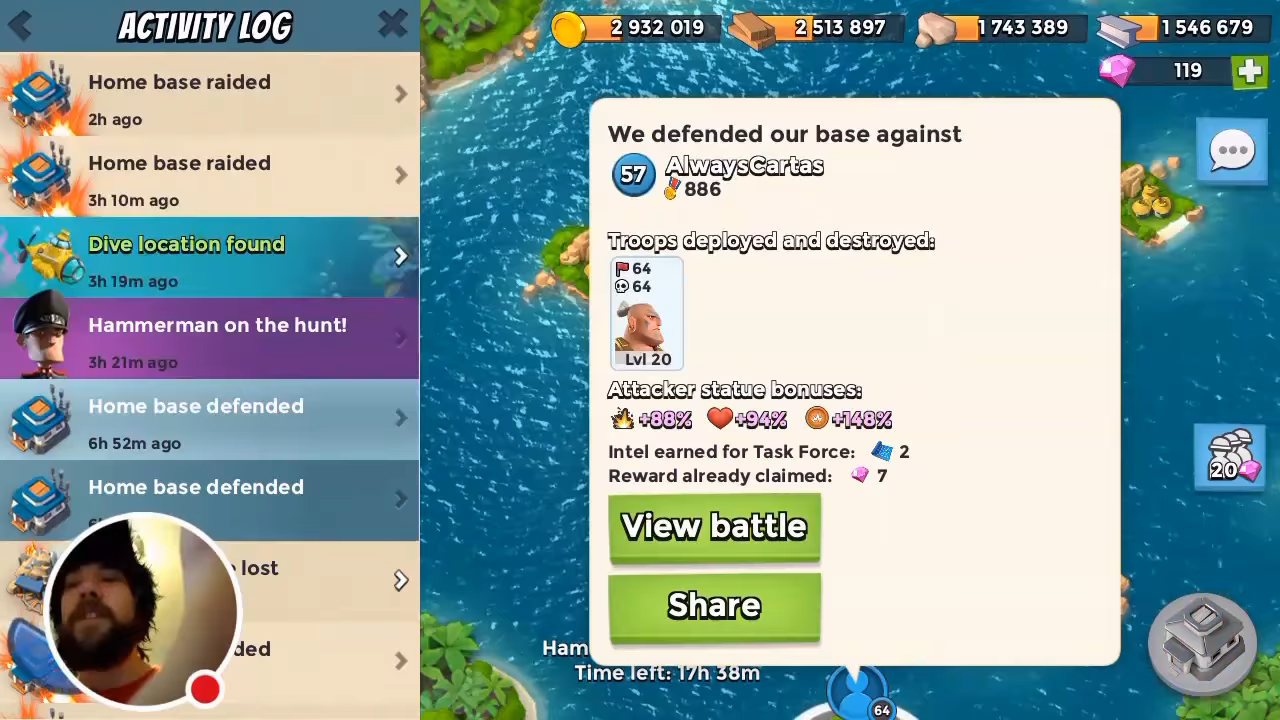 ACTIVITY LOG
2 932 019
2 513 897
1 743 389
1 546 679
119
Home base raided
2h ago
Home base raided
3h 10m ago
Dive location found
3h 19m ago
Hammerman on the hunt!
3h 21m ago
Home base defended
6h 52m ago
Home base defended
lost
We defended our base against
57 AlwaysCartas
886
Troops deployed and destroyed:
64
64
Lvl 20
Attacker statue bonuses:
+88% +94% +148%
Intel earned for Task Force: 2
Reward already claimed: 7
View battle
Share
Ham
Time left: 17h 38m
64
20